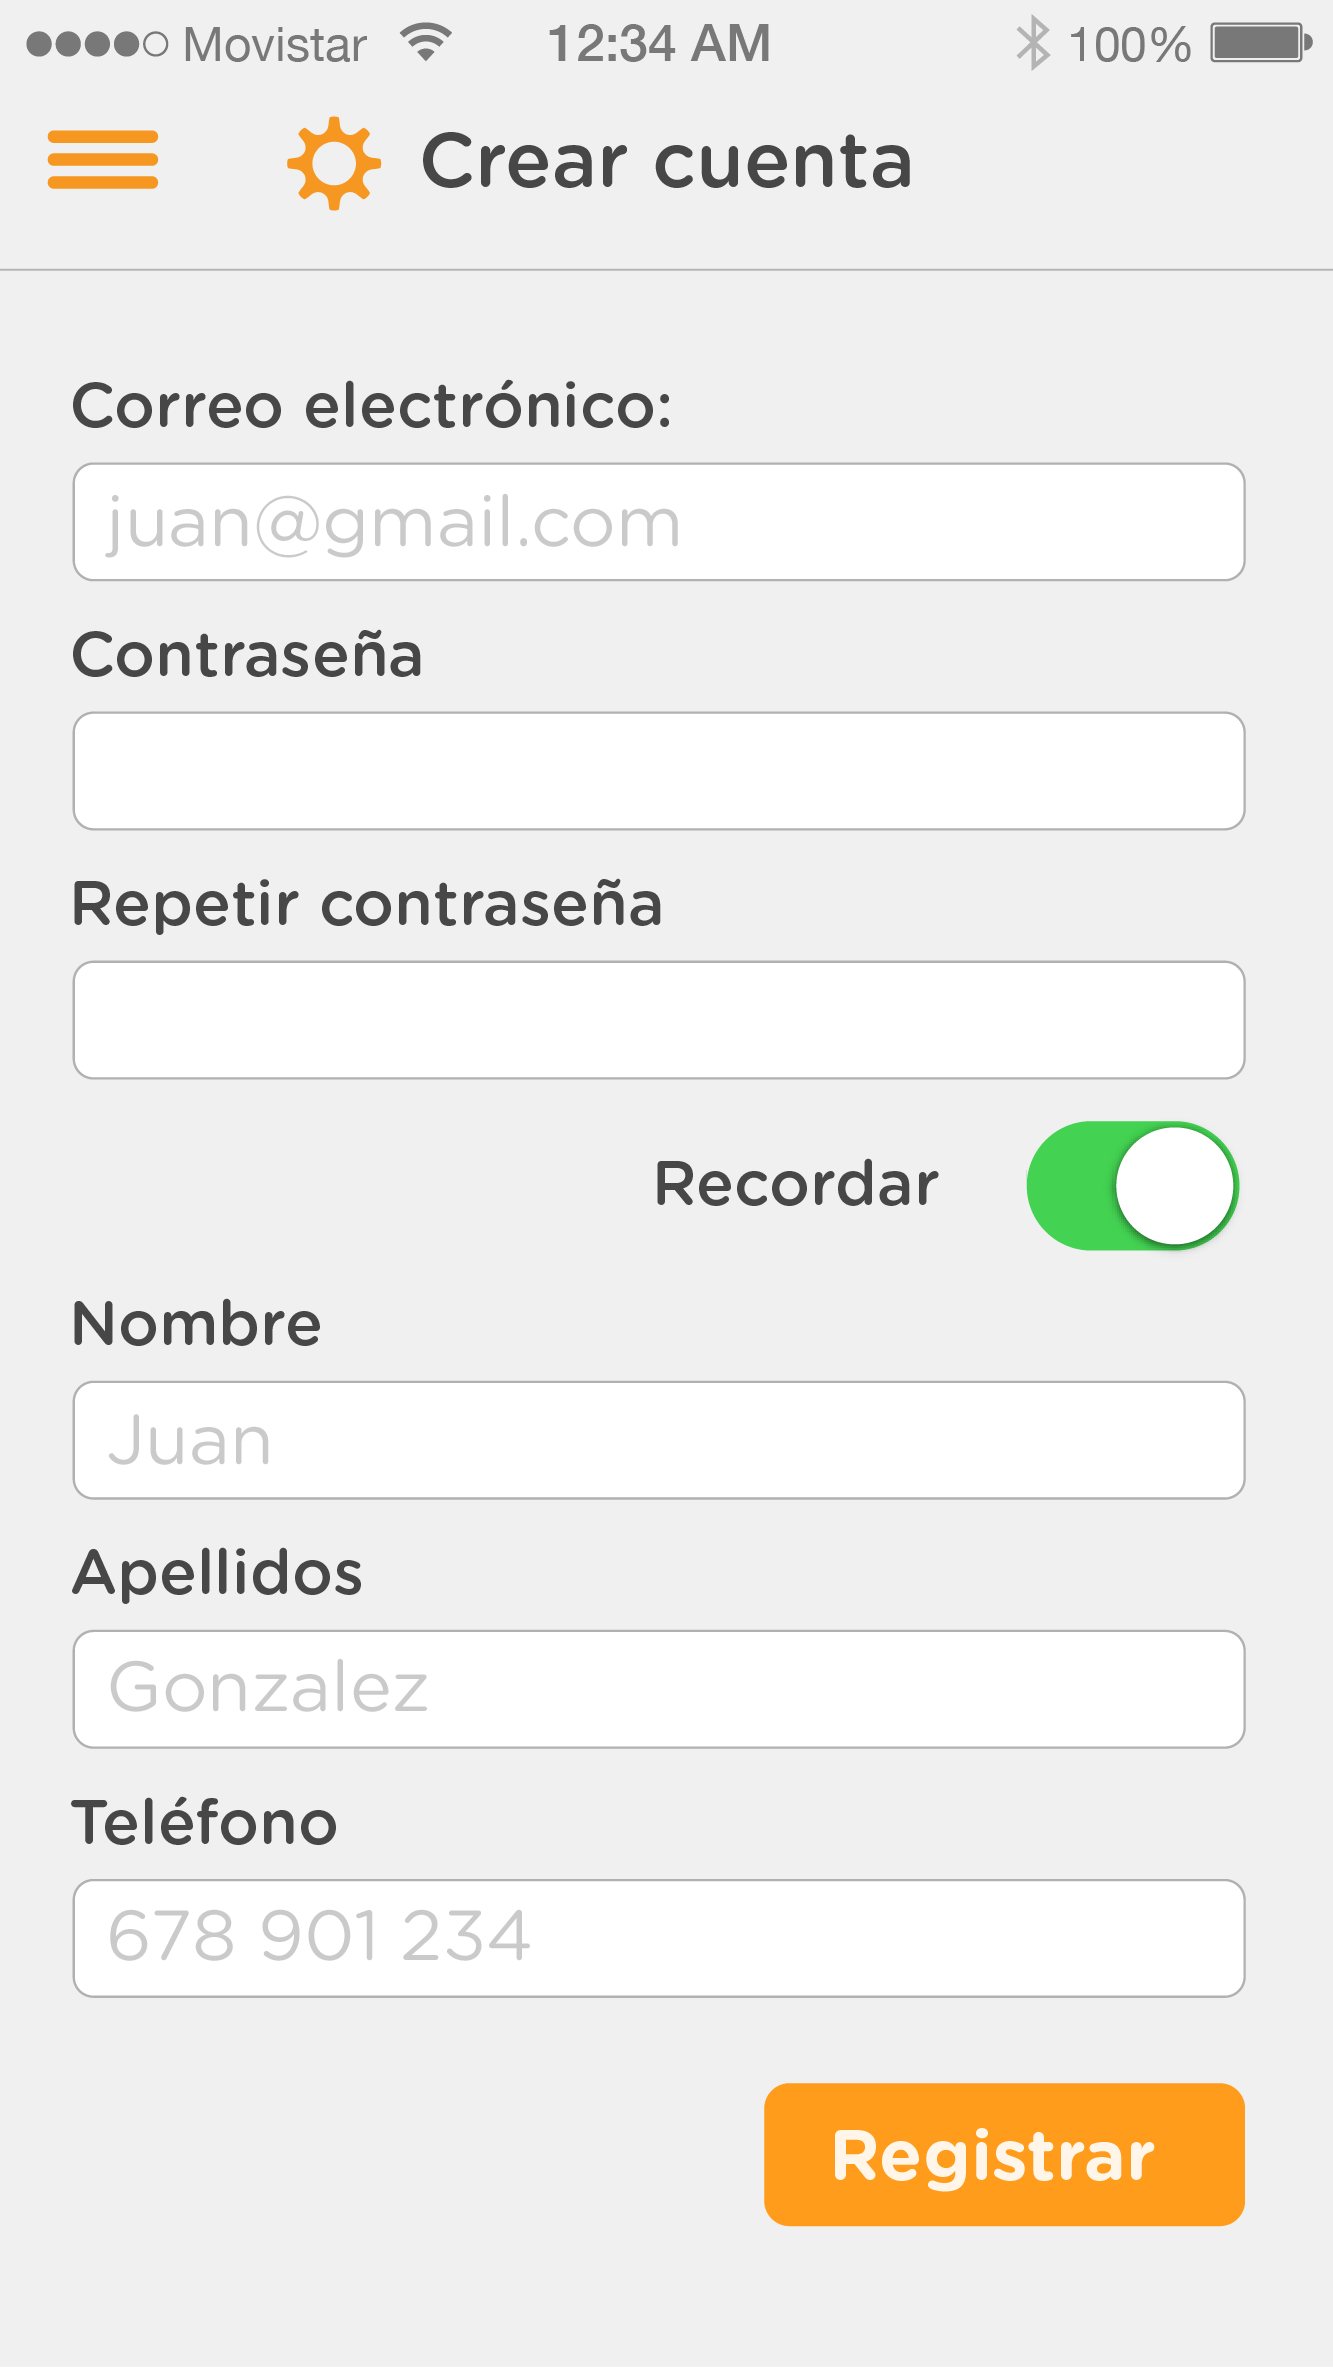 Movistar 12:34 AM 100%
Crear cuenta
Correo electrónico:
juan@gmail.com
Contraseña
Repetir contraseña
Recordar
Nombre
Juan
Apellidos
Gonzalez
Teléfono
678 901 234
Registrar